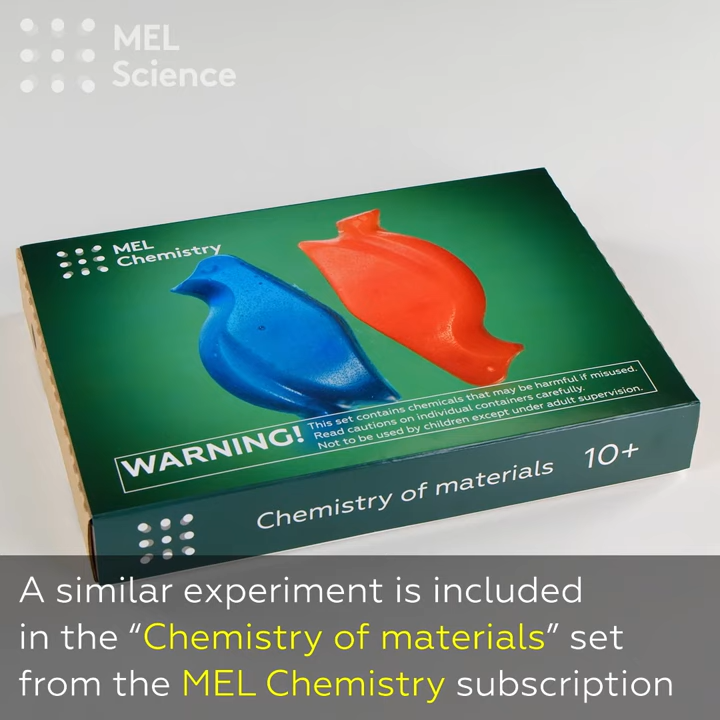 MEL
Science
MEL
Chemistry
WARNING!
This set contains chemicals that may be harmful if misused.
Read cautions on individual containers carefully.
Not to be used by children except under adult supervision.
Chemistry of materials 10+
A similar experiment is included
in the “Chemistry of materials” set
from the MEL Chemistry subscription